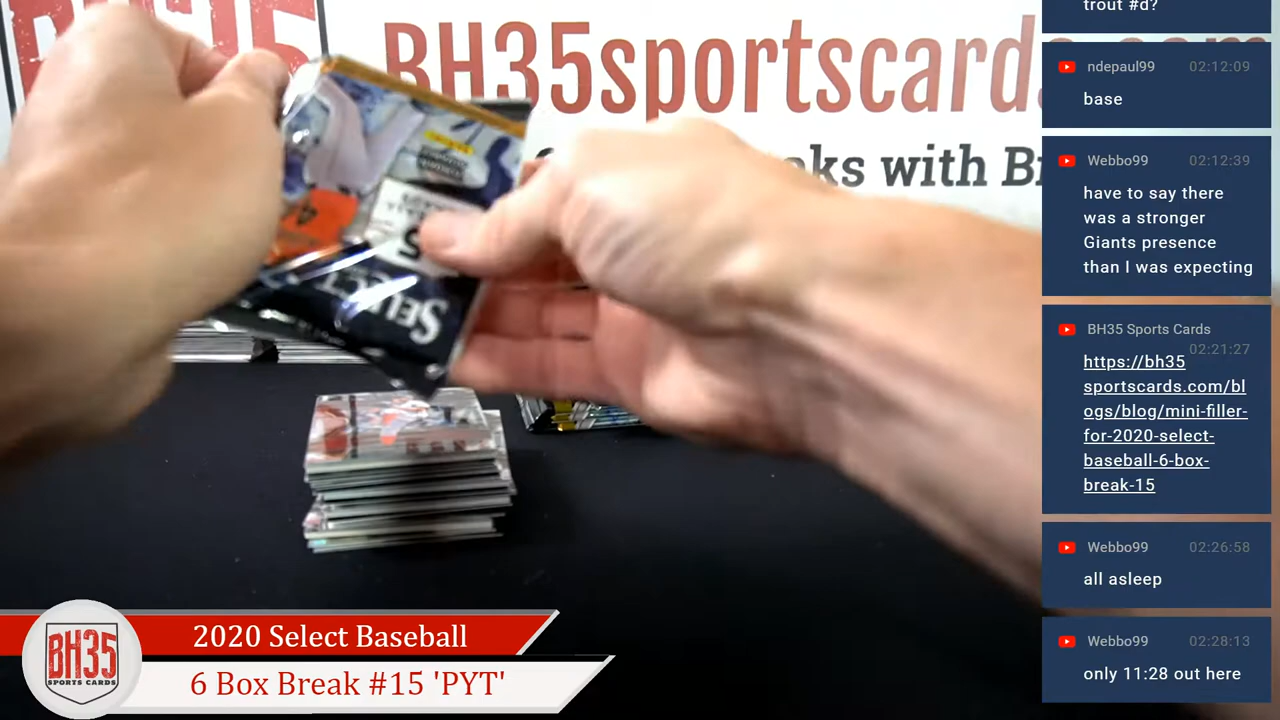 BH35sportscard
ks with Br
SELECT
2020 Select Baseball
6 Box Break #15 'PYT'
BH35
SPORTS CARDS
trout #d?
ndepaul99 02:12:09
base
Webbo99 02:12:39
have to say there
was a stronger
Giants presence
than I was expecting
BH35 Sports Cards
02:21:27
https://bh35
sportscards.com/bl
ogs/blog/mini-filler-
for-2020-select-
baseball-6-box-
break-15
Webbo99 02:26:58
all asleep
Webbo99 02:28:13
only 11:28 out here